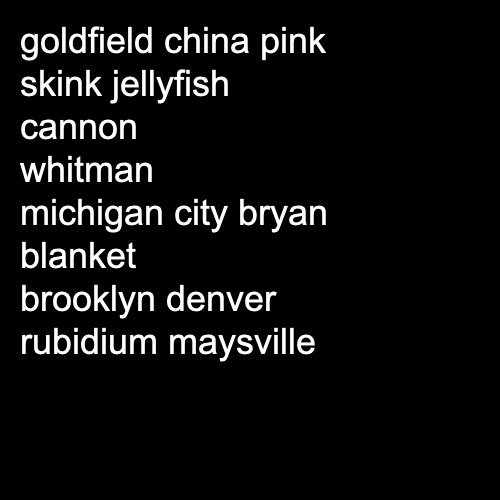 goldfield china pink
skink jellyfish
cannon
whitman
michigan city bryan
blanket
brooklyn denver
rubidium maysville